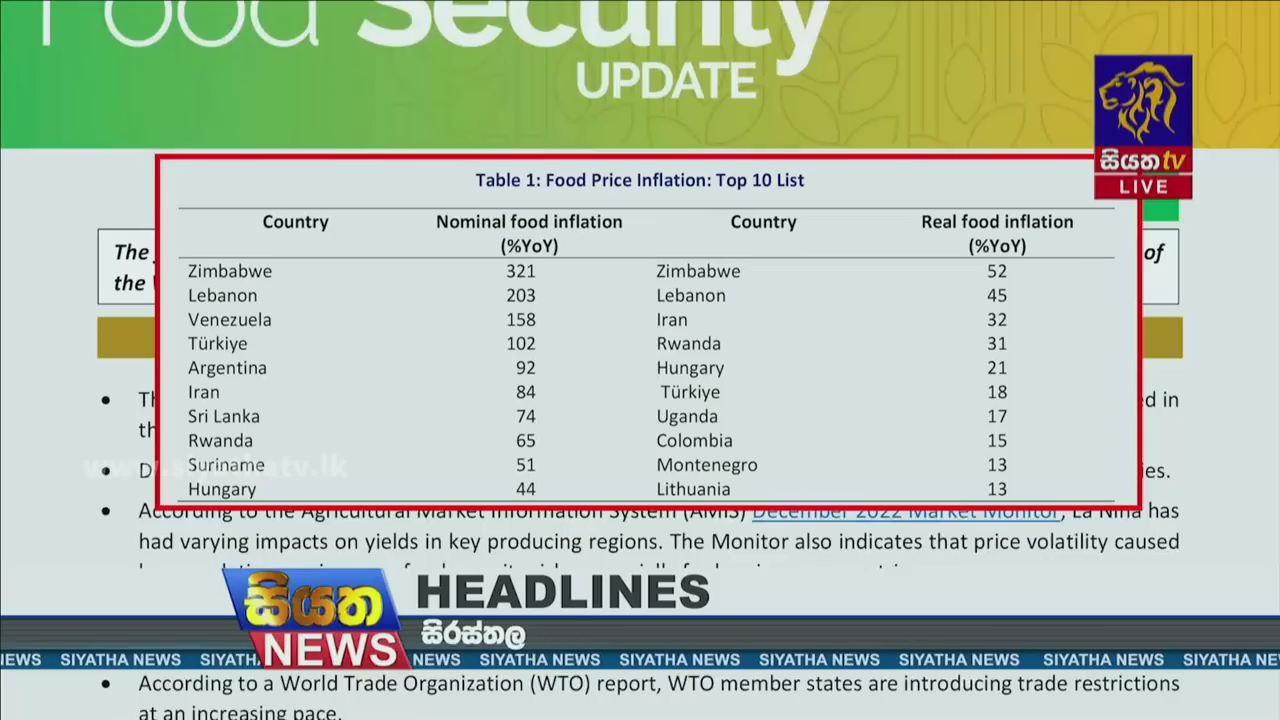 Food Security
UPDATE
සියත tv
LIVE
Table 1: Food Price Inflation: Top 10 List
Country Nominal food inflation (%YoY) Country Real food inflation (%YoY)
Zimbabwe 321 Zimbabwe 52
Lebanon 203 Lebanon 45
Venezuela 158 Iran 32
Türkiye 102 Rwanda 31
Argentina 92 Hungary 21
Iran 84 Türkiye 18
Sri Lanka 74 Uganda 17
Rwanda 65 Colombia 15
Suriname 51 Montenegro 13
Hungary 44 Lithuania 13
The of
the
ed in
www.siyathatv.lk
According to the Agricultural Market Information System (AMIS) December 2022 Market Monitor, La Niña has
had varying impacts on yields in key producing regions. The Monitor also indicates that price volatility caused
සියත
NEWS
HEADLINES
සිරස්තල
NEWS SIYATHA NEWS SIYATHA NEWS SIYATHA NEWS SIYATHA NEWS SIYATHA NEWS SIYATHA NEWS SIYATHA NEWS SIYATHA NE
According to a World Trade Organization (WTO) report, WTO member states are introducing trade restrictions
at an increasing pace.